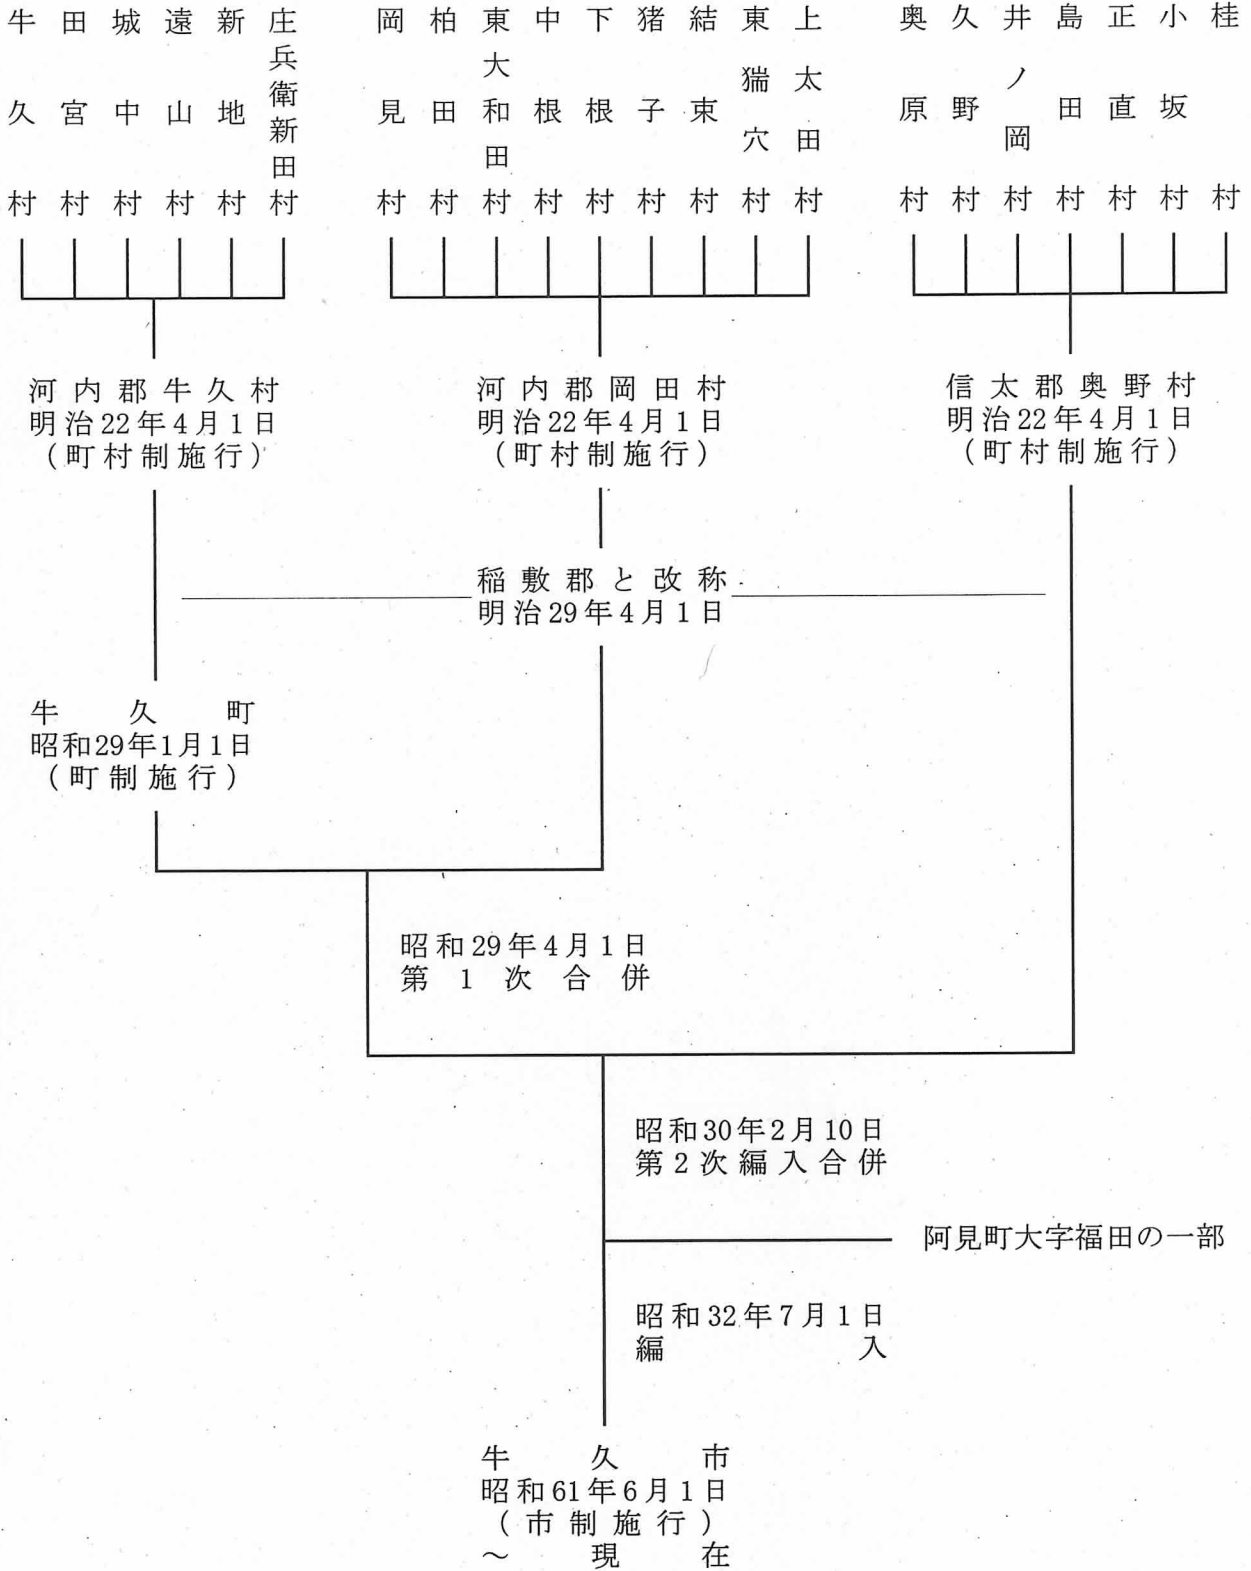 牛久村
田宮村
城中村
遠山村
新地村
庄兵衛新田村
岡見村
柏田村
東大和田村
中根村
下根村
猪子村
結束村
東猯穴村
上太田村
奥原村
久野村
井ノ岡村
島田村
正直村
小坂村
桂村
河内郡牛久村
明治22年4月1日
(町村制施行)
河内郡岡田村
明治22年4月1日
(町村制施行)
信太郡奥野村
明治22年4月1日
(町村制施行)
稲敷郡と改称
明治29年4月1日
牛久町
昭和29年1月1日
(町制施行)
昭和29年4月1日
第1次合併
昭和30年2月10日
第2次編入合併
阿見町大字福田の一部
昭和32年7月1日
編入
牛久市
昭和61年6月1日
(市制施行)
~現在